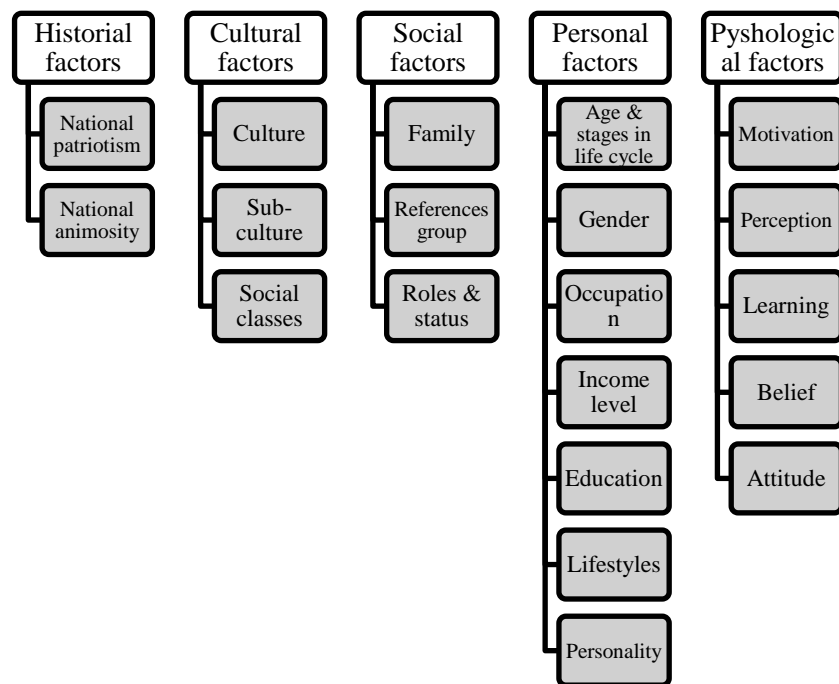 Historial
factors
National
patriotism
National
animosity
Cultural
factors
Culture
Sub-
culture
Social
classes
Social
factors
Family
References
group
Roles &
status
Personal
factors
Age &
stages in
life cycle
Gender
Occupatio
n
Income
level
Education
Lifestyles
Personality
Pyshologic
al factors
Motivation
Perception
Learning
Belief
Attitude